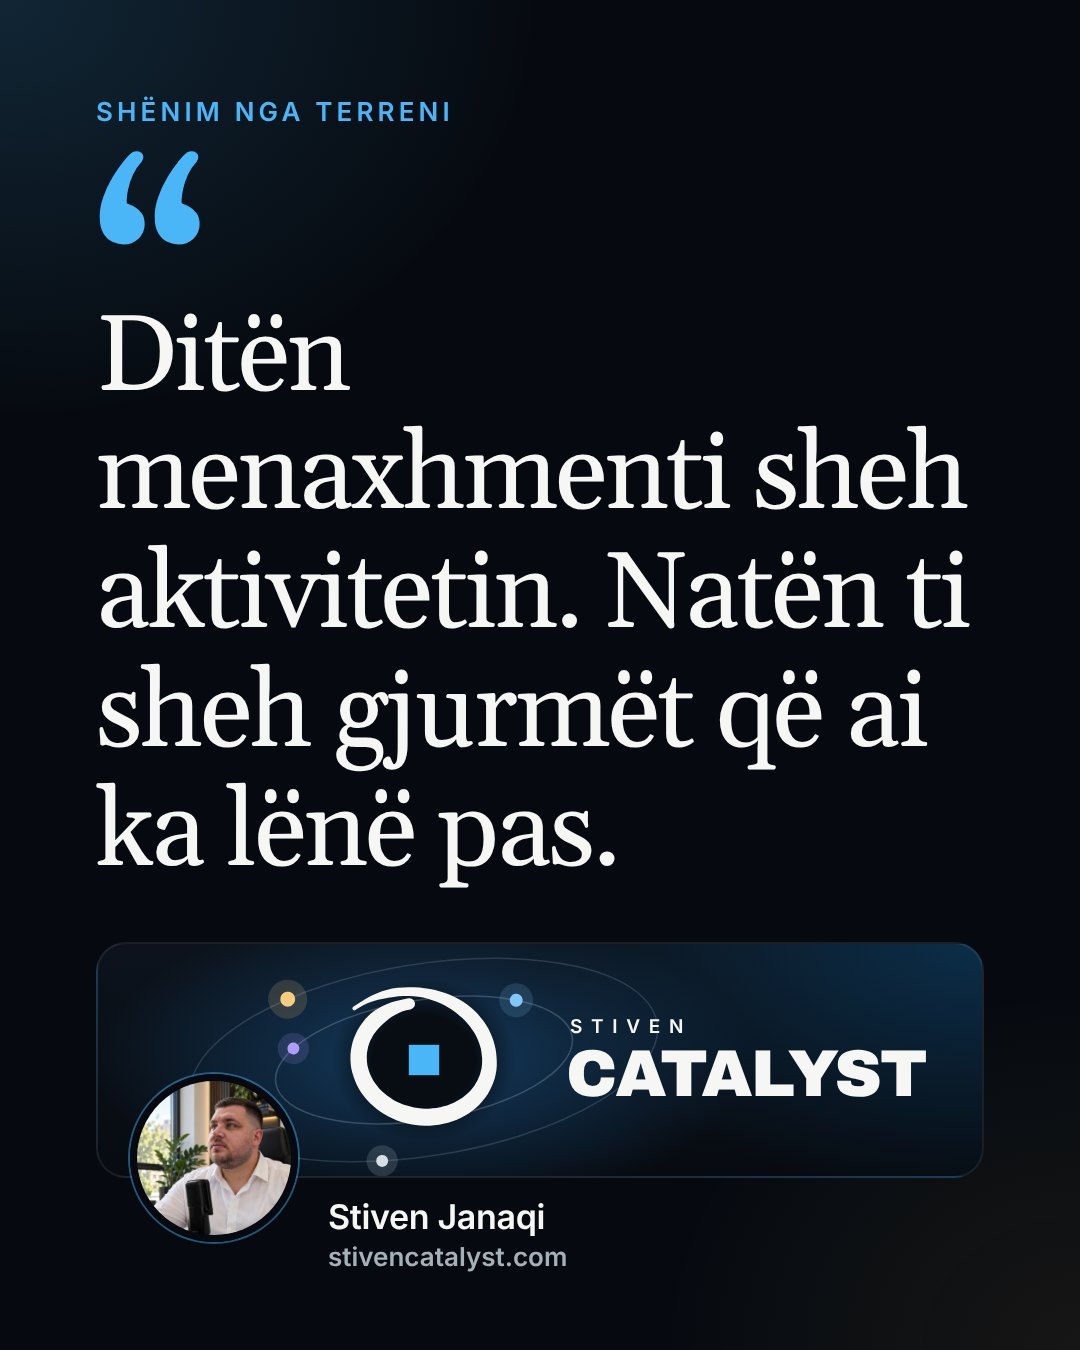 SHËNIM NGA TERRENI
“
Ditën
menaxhmenti sheh
aktivitetin. Natën ti
sheh gjurmët që ai
ka lënë pas.
STIVEN
CATALYST
Stiven Janaqi
stivencatalyst.com